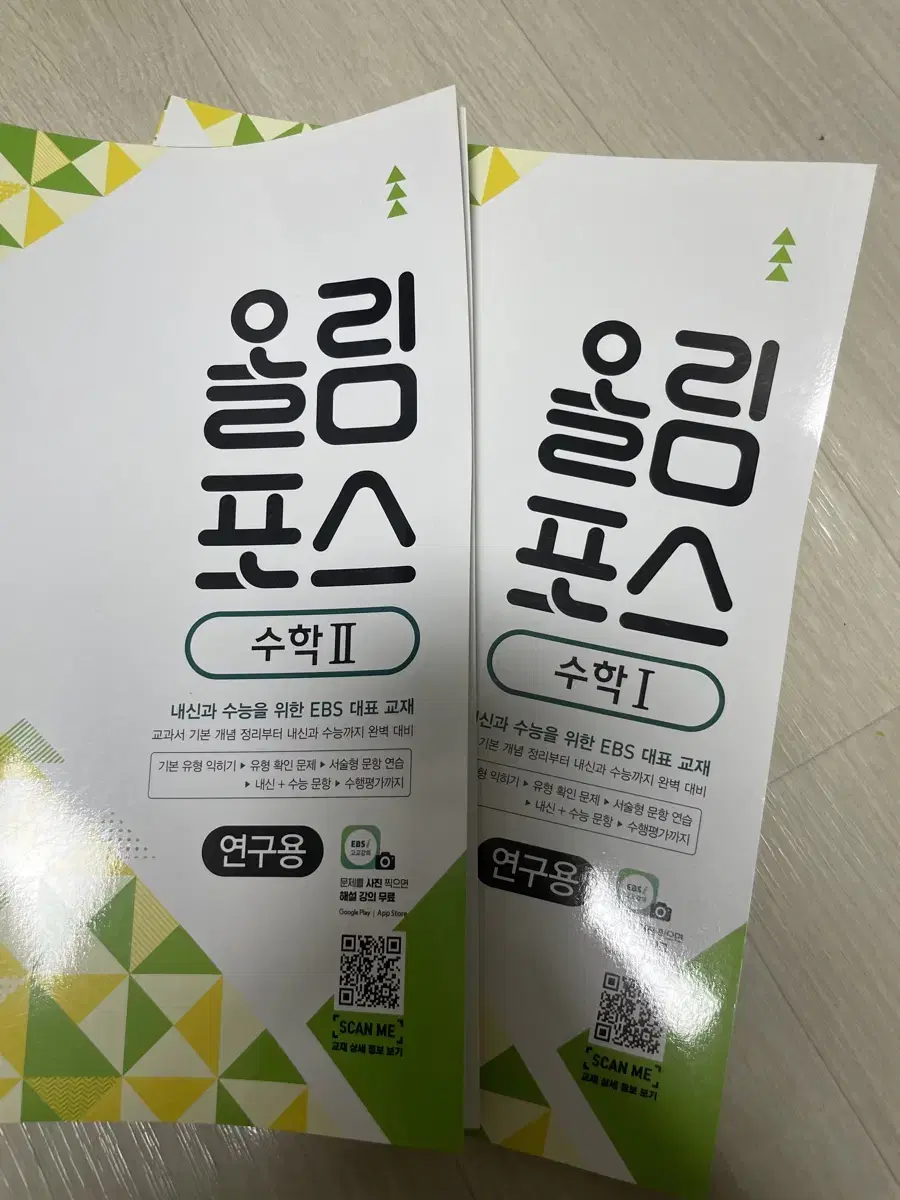 올림
포스
수학Ⅱ
내신과 수능을 위한 EBS 대표 교재
교과서 기본 개념 정리부터 내신과 수능까지 완벽 대비
기본 유형 익히기 ▶ 유형 확인 문제 ▶ 서술형 문항 연습
▶ 내신 + 수능 문항 ▶ 수행평가까지
연구용
EBSi
고교강의
문제를 사진 찍으면
해설 강의 무료
Google Play | App Store
SCAN ME
교재 상세 정보 보기
올림
포스
수학Ⅰ
내신과 수능을 위한 EBS 대표 교재
기본 개념 정리부터 내신과 수능까지 완벽 대비
익히기 ▶ 유형 확인 문제 ▶ 서술형 문항 연습
▶ 내신 + 수능 문항 ▶ 수행평가까지
연구용
EBSi
찍으면
SCAN ME
교재 상세 정보 보기